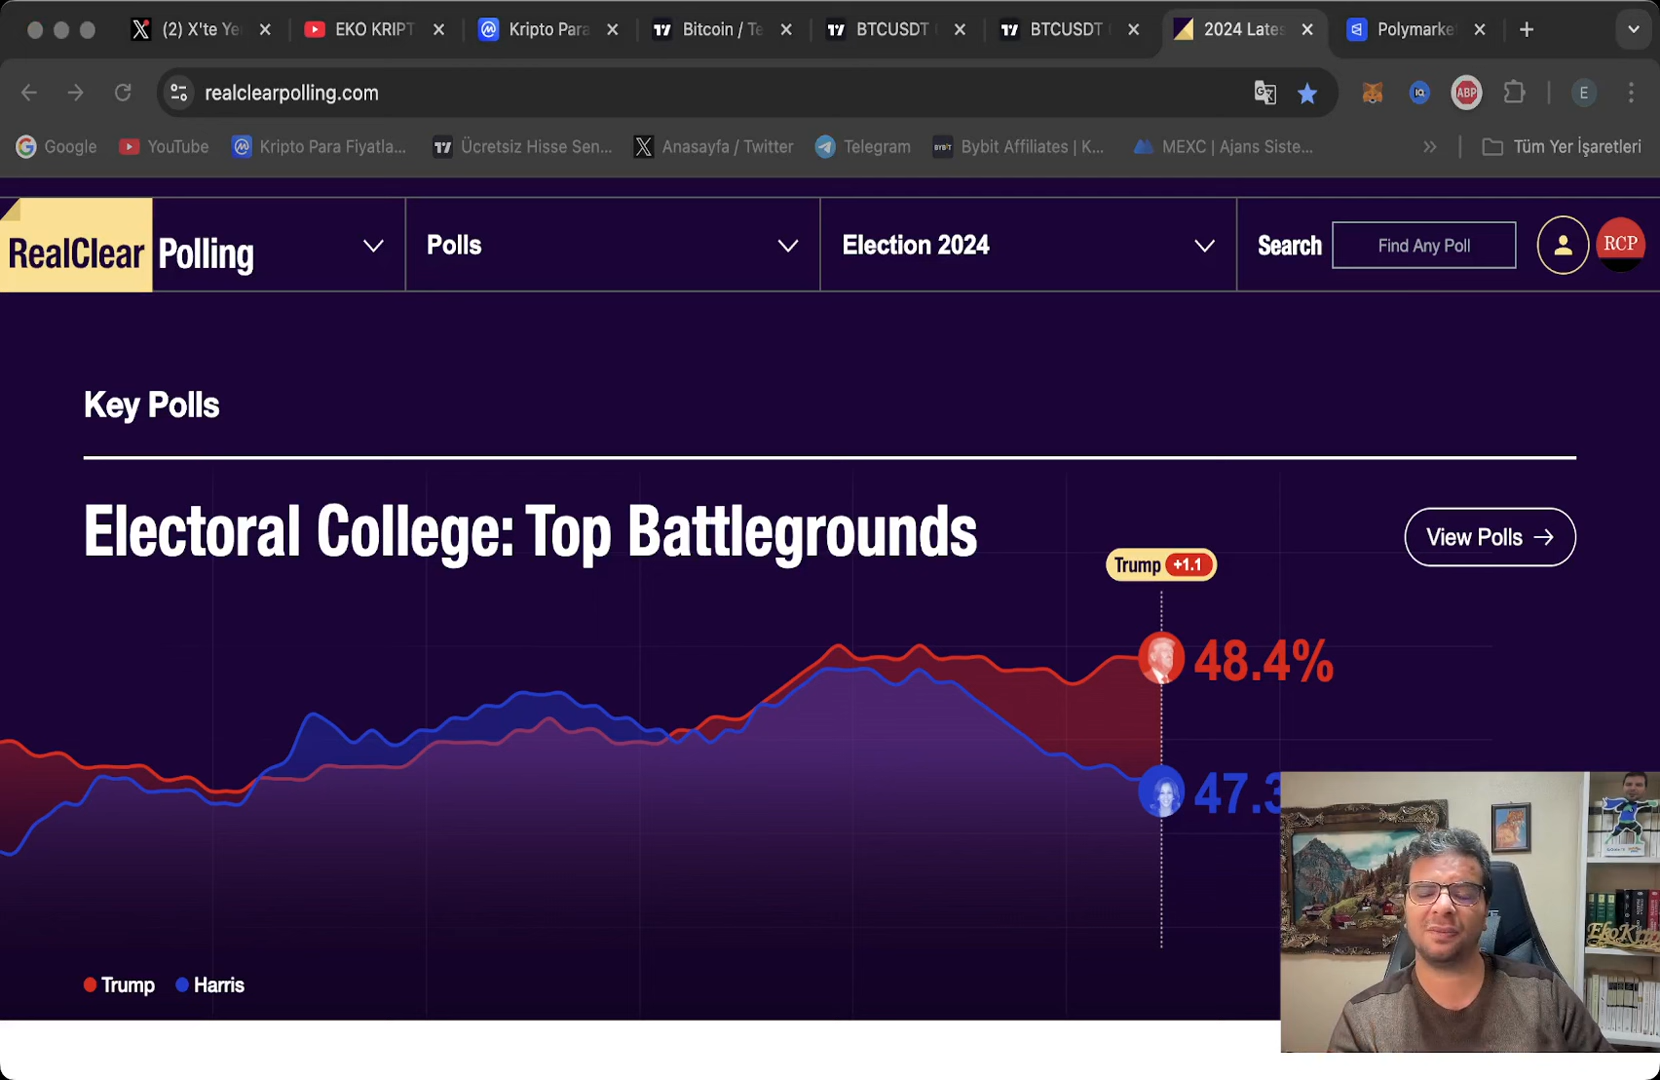 (2) X'te Ye
EKO KRIPT
Kripto Para
Bitcoin / Te
BTCUSDT
BTCUSDT
2024 Lates
Polymarke
realclearpolling.com
ABP
E
Google
YouTube
Kripto Para Fiyatla...
Ücretsiz Hisse Sen...
Anasayfa / Twitter
Telegram
Bybit Affiliates | K...
MEXC | Ajans Siste...
Tüm Yer İşaretleri
RealClear Polling
Polls
Election 2024
Search
Find Any Poll
RCP
Key Polls
Electoral College: Top Battlegrounds
View Polls →
Trump +1.1
48.4%
47.3
Trump
Harris